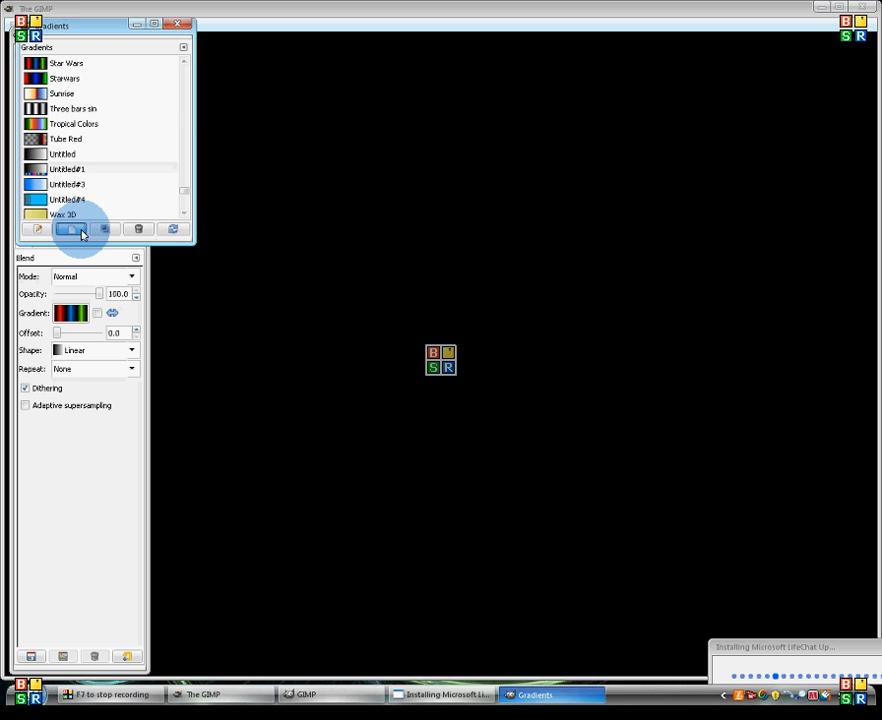 The GIMP
Gradients
Gradients
Star Wars
Starwars
Sunrise
Three bars sin
Tropical Colors
Tube Red
Untitled
Untitled#1
Untitled#3
Untitled#4
Wax 3D
Blend
Mode: Normal
Opacity: 100.0
Gradient:
Offset: 0.0
Shape: Linear
Repeat: None
Dithering
Adaptive supersampling
B
S R
Installing Microsoft LifeChat Up...
F7 to stop recording
The GIMP
GIMP
Installing Microsoft Li...
Gradients